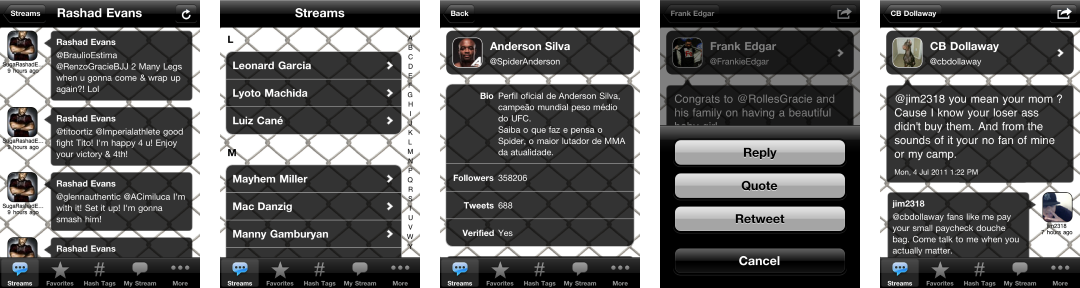 Streams
Rashad Evans
SugaRashadE...
9 hours ago
Rashad Evans
@BraulioEstima
@RenzoGracieBJJ 2 Many Legs
when u gonna come & wrap up
again?! Lol
SugaRashadE...
9 hours ago
Rashad Evans
@titoortiz @Imperialathlete good
fight Tito! I'm happy 4 u! Enjoy
your victory & 4th!
SugaRashadE...
9 hours ago
Rashad Evans
@glennauthentic @ACimiluca I'm
with it! Set it up! I'm gonna
smash him!
Rashad Evans
Streams
Favorites
Hash Tags
My Stream
More
Streams
L
Leonard Garcia
Lyoto Machida
Luiz Cané
M
Mayhem Miller
Mac Danzig
Manny Gamburyan
A
B
C
D
E
G
H
I
J
K
L
M
N
P
Q
R
S
T
U
V
W
Streams
Favorites
Hash Tags
My Stream
More
Back
Anderson Silva
@SpiderAnderson
Bio Perfil oficial de Anderson Silva,
campeão mundial peso médio
do UFC.
Saiba o que faz e pensa o
Spider, o maior lutador de MMA
da atualidade.
Followers 358206
Tweets 688
Verified Yes
Streams
Favorites
Hash Tags
My Stream
More
Frank Edgar
Frank Edgar
@FrankieEdgar
Congrats to @RollesGracie and
his family on having a beautiful
baby girl
Reply
Quote
Retweet
Cancel
CB Dollaway
CB Dollaway
@cbdollaway
@jim2318 you mean your mom ?
Cause I know your loser ass
didn't buy them. And from the
sounds of it your no fan of mine
or my camp.
Mon, 4 Jul 2011 1:22 PM
jim2318
@cbdollaway fans like me pay
your small paycheck douche
bag. Come talk to me when you
actually matter.
jim2318
7 hours ago
Streams
Favorites
Hash Tags
My Stream
More